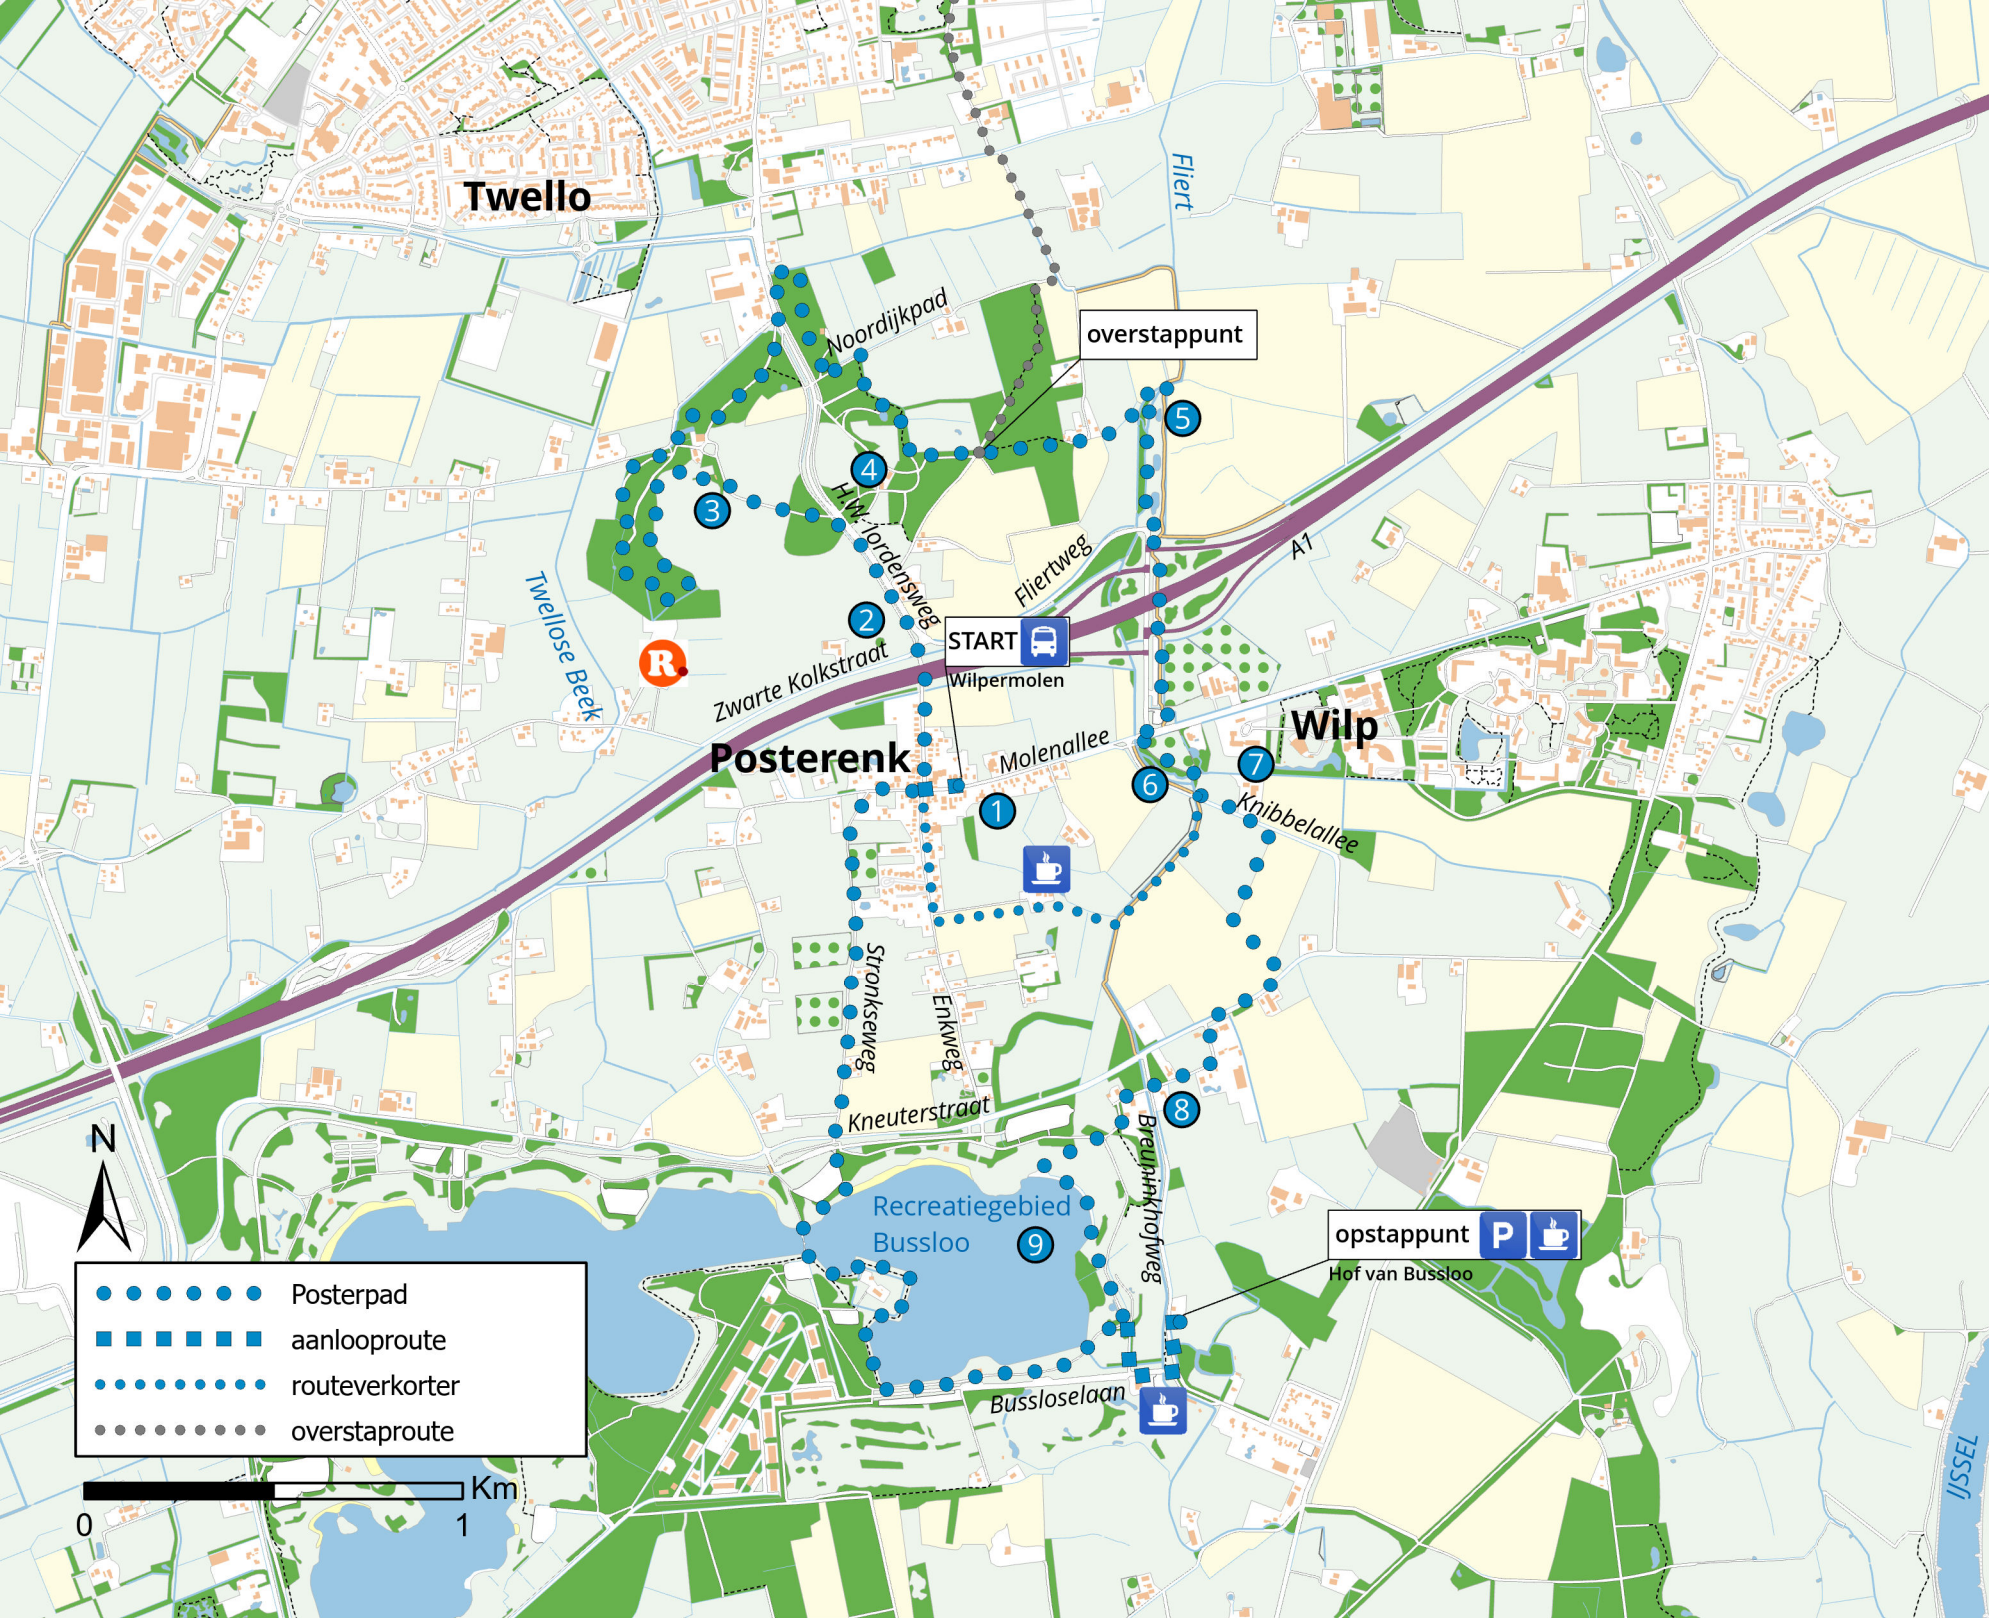 Twello
Fliert
Noordijkpad
overstappunt
5
4
3
H.W. Iordensweg
Fliertweg
A1
Twellose Beek
2
START
Wilpermolen
R.
Zwarte Kolkstraat
Wilp
Posterenk
Molenallee
7
6
1
Knibbelallee
Stronkseweg
Enkweg
Kneuterstraat
8
Breuninkhofweg
N
Recreatiegebied
Bussloo
9
opstappunt P
Hof van Bussloo
Posterpad
aanlooproute
routeverkorter
overstaproute
Bussloselaan
IJSSEL
Km
0 1